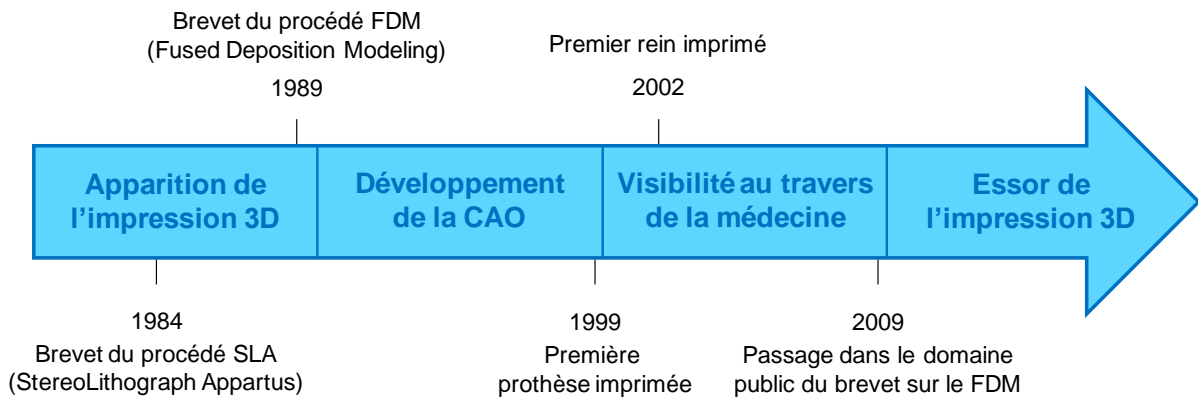 Brevet du procédé FDM
(Fused Deposition Modeling)
1989
Premier rein imprimé
2002
Apparition de
l’impression 3D
Développement
de la CAO
Visibilité au travers
de la médecine
Essor de
l’impression 3D
1984
Brevet du procédé SLA
(StereoLithograph Appartus)
1999
Première
prothèse imprimée
2009
Passage dans le domaine
public du brevet sur le FDM